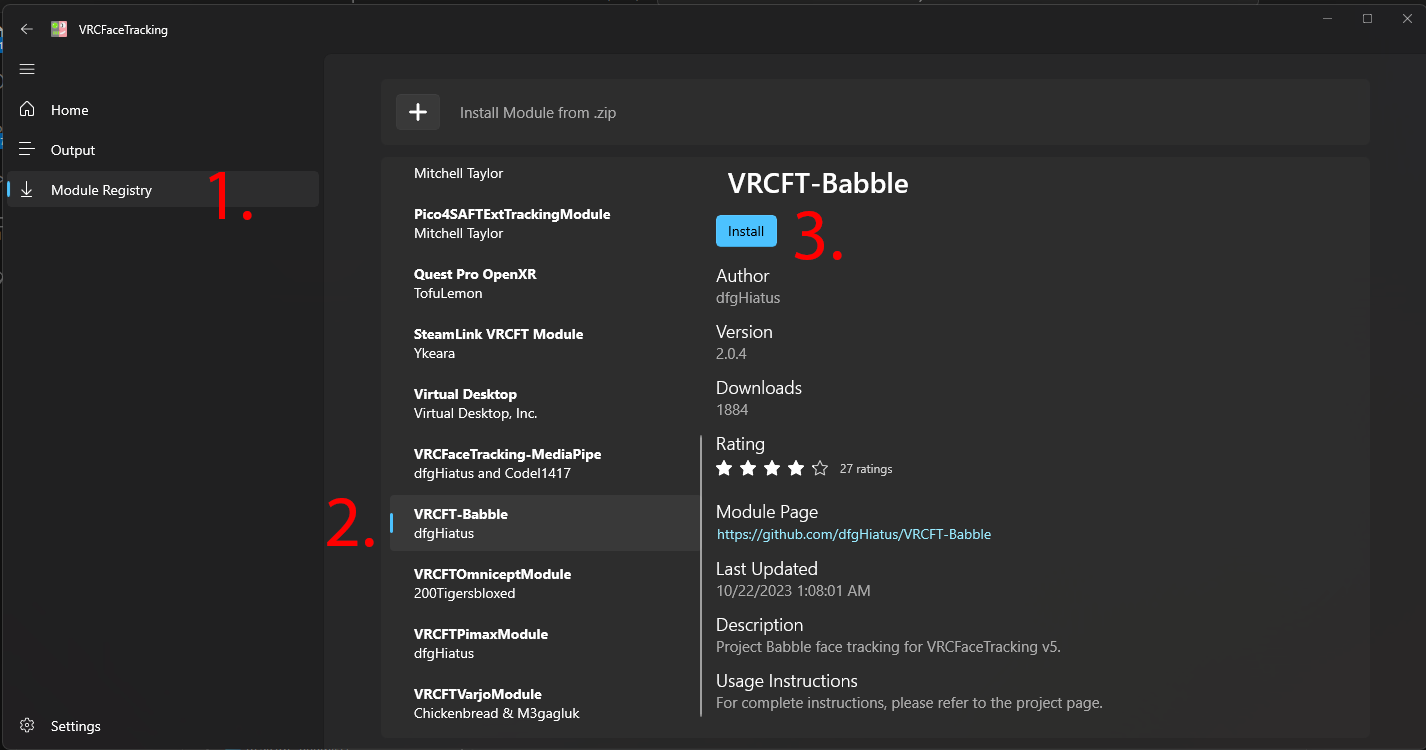 VRCFaceTracking
Home
Output
Module Registry
1.
Settings
Install Module from .zip
Mitchell Taylor
Pico4SAFTExtTrackingModule
Mitchell Taylor
Quest Pro OpenXR
TofuLemon
SteamLink VRCFT Module
Ykeara
Virtual Desktop
Virtual Desktop, Inc.
VRCFaceTracking-MediaPipe
dfgHiatus and Codel1417
2.
VRCFT-Babble
dfgHiatus
VRCFTOmniceptModule
200Tigersbloxed
VRCFTPimaxModule
dfgHiatus
VRCFTVarjoModule
Chickenbread & M3gagluk
VRCFT-Babble
Install
3.
Author
dfgHiatus
Version
2.0.4
Downloads
1884
Rating
27 ratings
Module Page
https://github.com/dfgHiatus/VRCFT-Babble
Last Updated
10/22/2023 1:08:01 AM
Description
Project Babble face tracking for VRCFaceTracking v5.
Usage Instructions
For complete instructions, please refer to the project page.